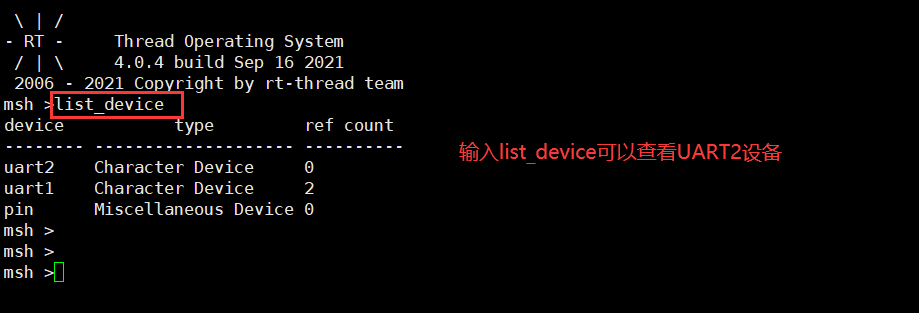 \ | /
- RT -     Thread Operating System
 / | \     4.0.4 build Sep 16 2021
 2006 - 2021 Copyright by rt-thread team
msh >list_device
device           type         ref count
-------- -------------------- ----------
uart2    Character Device     0
输入list_device可以查看UART2设备
uart1    Character Device     2
pin      Miscellaneous Device 0
msh >
msh >
msh >